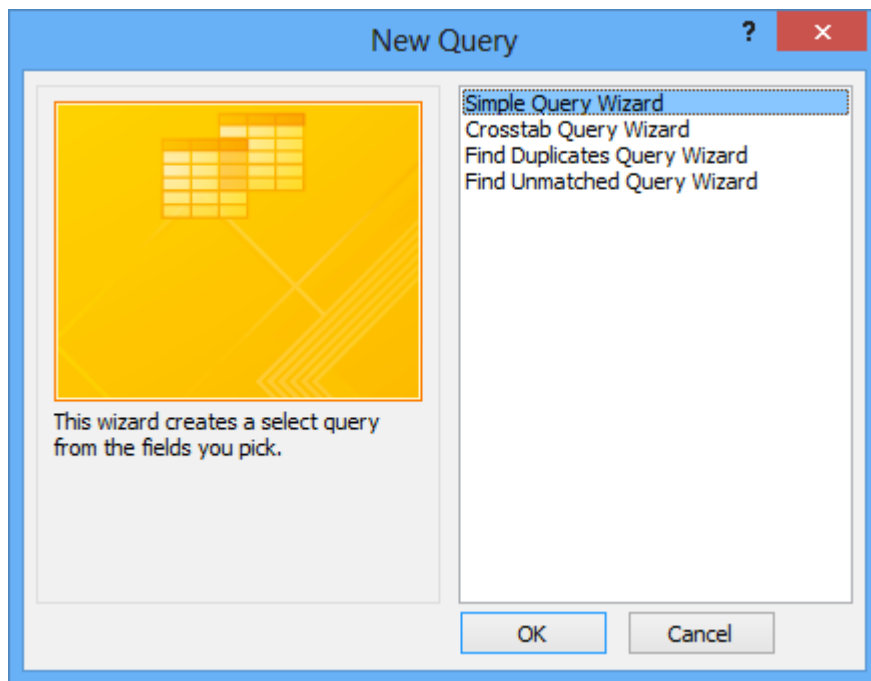 New Query
?
×
Simple Query Wizard
Crosstab Query Wizard
Find Duplicates Query Wizard
Find Unmatched Query Wizard
This wizard creates a select query
from the fields you pick.
OK
Cancel